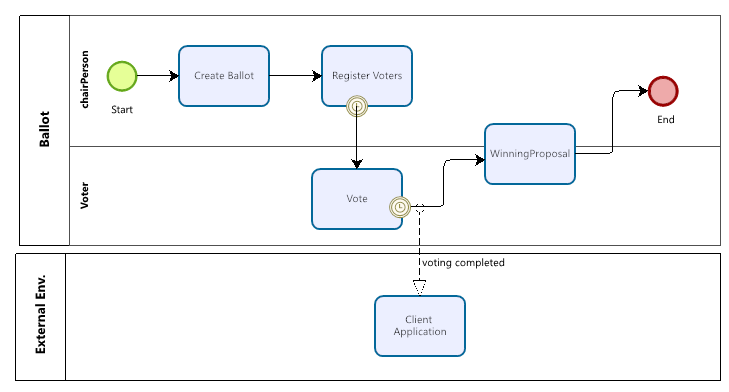 Ballot
chairPerson
Start
Create Ballot
Register Voters
End
WinningProposal
Voter
Vote
voting completed
External Env.
Client
Application